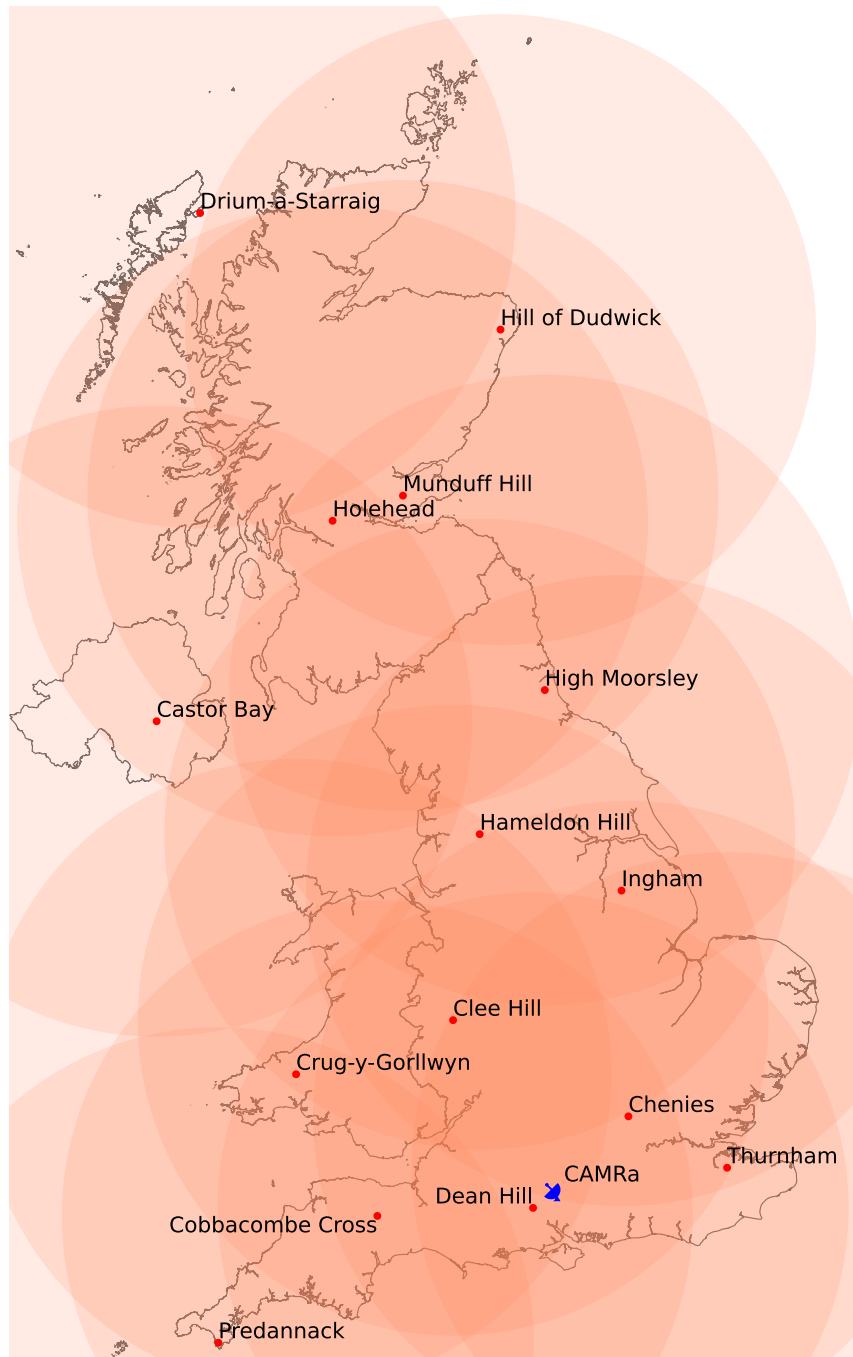 Drium-a-Starraig
Hill of Dudwick
Munduff Hill
Holehead
High Moorsley
Castor Bay
Hameldon Hill
Ingham
Clee Hill
Crug-y-Gorllwyn
Chenies
Thurnham
CAMRa
Dean Hill
Cobbacombe Cross
Predannack